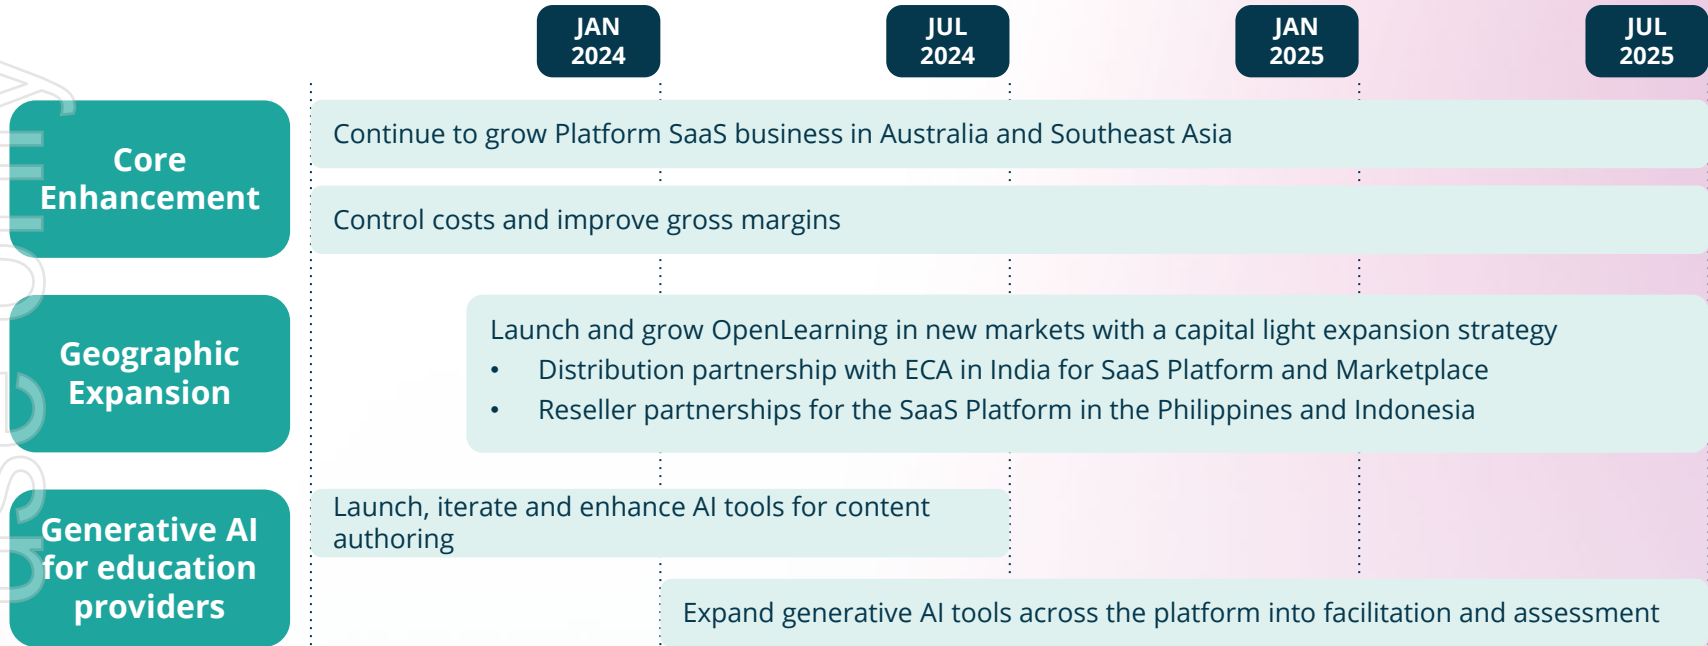 JAN
2024
JUL
2024
JAN
2025
JUL
2025
Core
Enhancement
Continue to grow Platform SaaS business in Australia and Southeast Asia
Control costs and improve gross margins
Geographic
Expansion
Launch and grow OpenLearning in new markets with a capital light expansion strategy
• Distribution partnership with ECA in India for SaaS Platform and Marketplace
• Reseller partnerships for the SaaS Platform in the Philippines and Indonesia
Generative AI
for education
providers
Launch, iterate and enhance AI tools for content
authoring
Expand generative AI tools across the platform into facilitation and assessment
use only